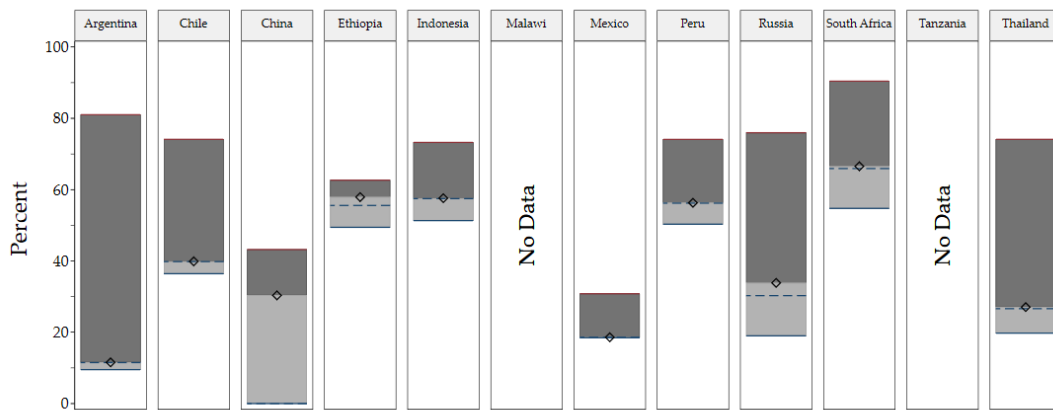 Argentina Chile China Ethiopia Indonesia Malawi Mexico Peru Russia South Africa Tanzania Thailand
100
80
60
40
20
0
Percent
No Data
No Data